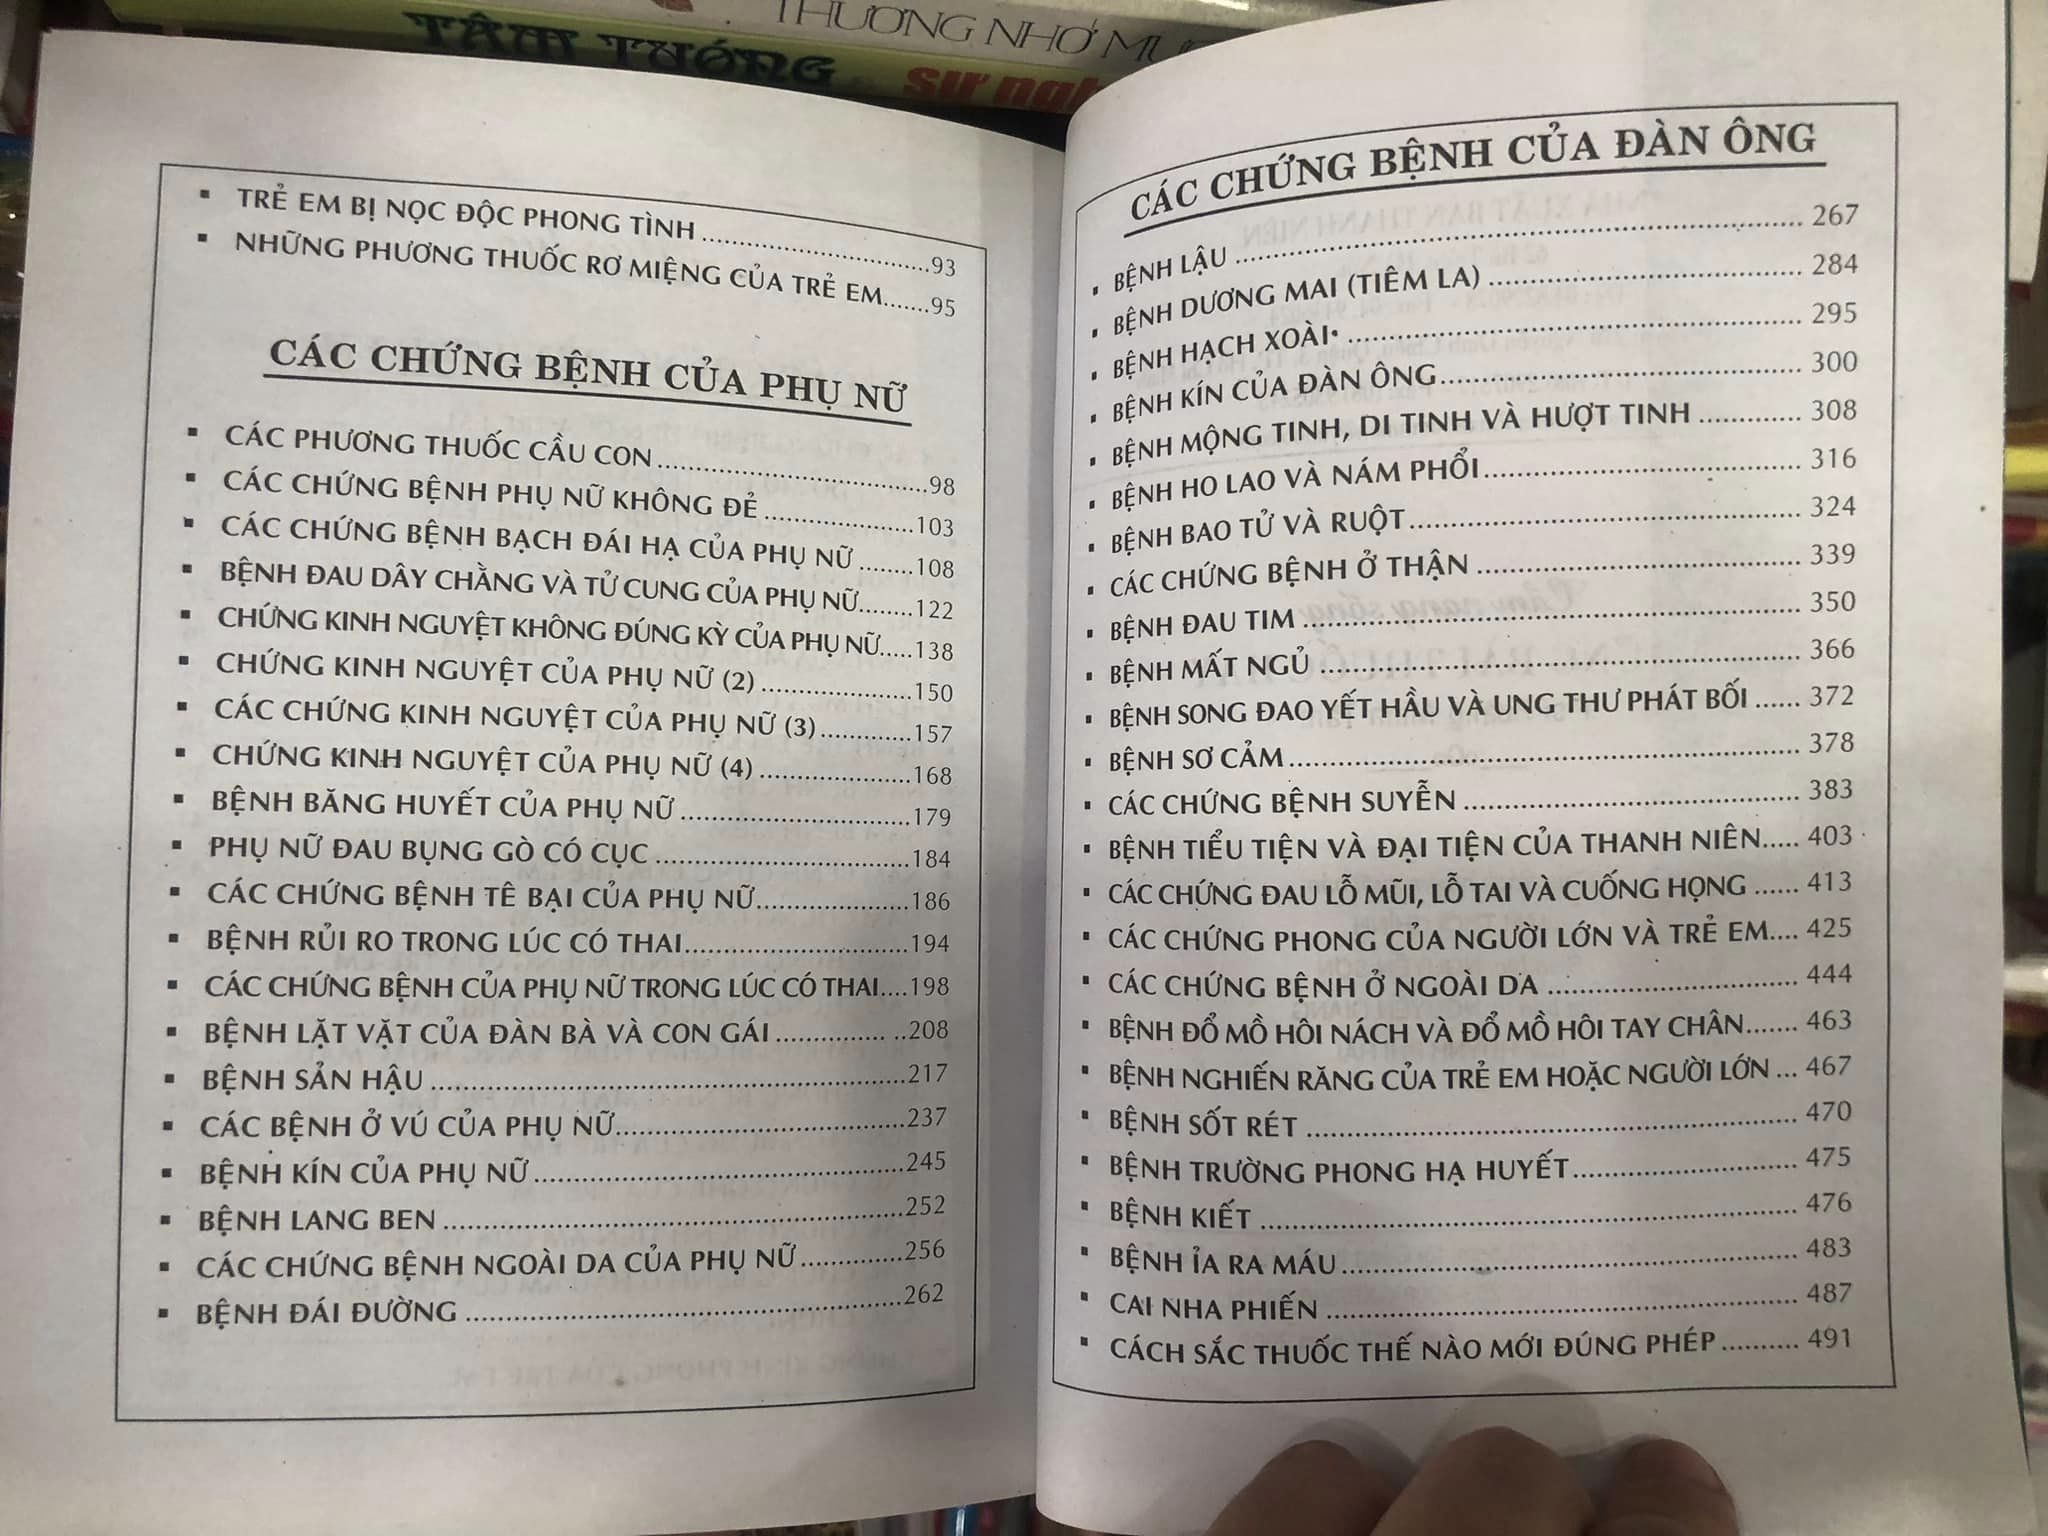 THƯƠNG NHỚ
TÂM TƯỚNG
sự
▪ TRẺ EM BỊ NỌC ĐỘC PHONG TÌNH ..............................93
▪ NHỮNG PHƯƠNG THUỐC RƠ MIỆNG CỦA TRẺ EM.......95
CÁC CHỨNG BỆNH CỦA PHỤ NỮ
▪ CÁC PHƯƠNG THUỐC CẦU CON ...................................98
▪ CÁC CHỨNG BỆNH PHỤ NỮ KHÔNG ĐẺ ....................103
▪ CÁC CHỨNG BỆNH BẠCH ĐÁI HẠ CỦA PHỤ NỮ ........108
▪ BỆNH ĐAU DÂY CHẰNG VÀ TỬ CUNG CỦA PHỤ NỮ.......122
▪ CHỨNG KINH NGUYỆT KHÔNG ĐÚNG KỲ CỦA PHỤ NỮ.....138
▪ CHỨNG KINH NGUYỆT CỦA PHỤ NỮ (2) ....................150
▪ CÁC CHỨNG KINH NGUYỆT CỦA PHỤ NỮ (3) ............157
▪ CHỨNG KINH NGUYỆT CỦA PHỤ NỮ (4) ....................168
▪ BỆNH BĂNG HUYẾT CỦA PHỤ NỮ ..............................179
▪ PHỤ NỮ ĐAU BỤNG GÒ CÓ CỤC .................................184
▪ CÁC CHỨNG BỆNH TÊ BẠI CỦA PHỤ NỮ....................186
▪ BỆNH RỦI RO TRONG LÚC CÓ THAI.............................194
▪ CÁC CHỨNG BỆNH CỦA PHỤ NỮ TRONG LÚC CÓ THAI....198
▪ BỆNH LẶT VẶT CỦA ĐÀN BÀ VÀ CON GÁI ................208
▪ BỆNH SẢN HẬU ...........................................................217
▪ CÁC BỆNH Ở VÚ CỦA PHỤ NỮ.....................................237
▪ BỆNH KÍN CỦA PHỤ NỮ ...............................................245
▪ BỆNH LANG BEN ..........................................................252
▪ CÁC CHỨNG BỆNH NGOÀI DA CỦA PHỤ NỮ .............256
▪ BỆNH ĐÁI ĐƯỜNG .......................................................262
CÁC CHỨNG BỆNH CỦA ĐÀN ÔNG
▪ BỆNH LẬU ..................................................................... 267
▪ BỆNH DƯƠNG MAI (TIÊM LA) ..................................... 284
▪ BỆNH HẠCH XOÀI ........................................................ 295
▪ BỆNH KÍN CỦA ĐÀN ÔNG............................................ 300
▪ BỆNH MỘNG TINH, DI TINH VÀ HƯỢT TINH ............ 308
▪ BỆNH HO LAO VÀ NÁM PHỔI...................................... 316
▪ BỆNH BAO TỬ VÀ RUỘT............................................... 324
▪ CÁC CHỨNG BỆNH Ở THẬN ........................................ 339
▪ BỆNH ĐAU TIM ............................................................. 350
▪ BỆNH MẤT NGỦ ............................................................ 366
▪ BỆNH SONG ĐAO YẾT HẦU VÀ UNG THƯ PHÁT BỐI ...... 372
▪ BỆNH SƠ CẢM ............................................................... 378
▪ CÁC CHỨNG BỆNH SUYỄN .......................................... 383
▪ BỆNH TIỂU TIỆN VÀ ĐẠI TIỆN CỦA THANH NIÊN..... 403
▪ CÁC CHỨNG ĐAU LỖ MŨI, LỖ TAI VÀ CUỐNG HỌNG ...... 413
▪ CÁC CHỨNG PHONG CỦA NGƯỜI LỚN VÀ TRẺ EM.... 425
▪ CÁC CHỨNG BỆNH Ở NGOÀI DA ................................ 444
▪ BỆNH ĐỔ MỒ HÔI NÁCH VÀ ĐỔ MỒ HÔI TAY CHÂN....... 463
▪ BỆNH NGHIẾN RĂNG CỦA TRẺ EM HOẶC NGƯỜI LỚN ... 467
▪ BỆNH SỐT RÉT .............................................................. 470
▪ BỆNH TRƯỜNG PHONG HẠ HUYẾT............................ 475
▪ BỆNH KIẾT .................................................................... 476
▪ BỆNH ỈA RA MÁU.......................................................... 483
▪ CAI NHA PHIẾN ............................................................ 487
▪ CÁCH SẮC THUỐC THẾ NÀO MỚI ĐÚNG PHÉP .......... 491